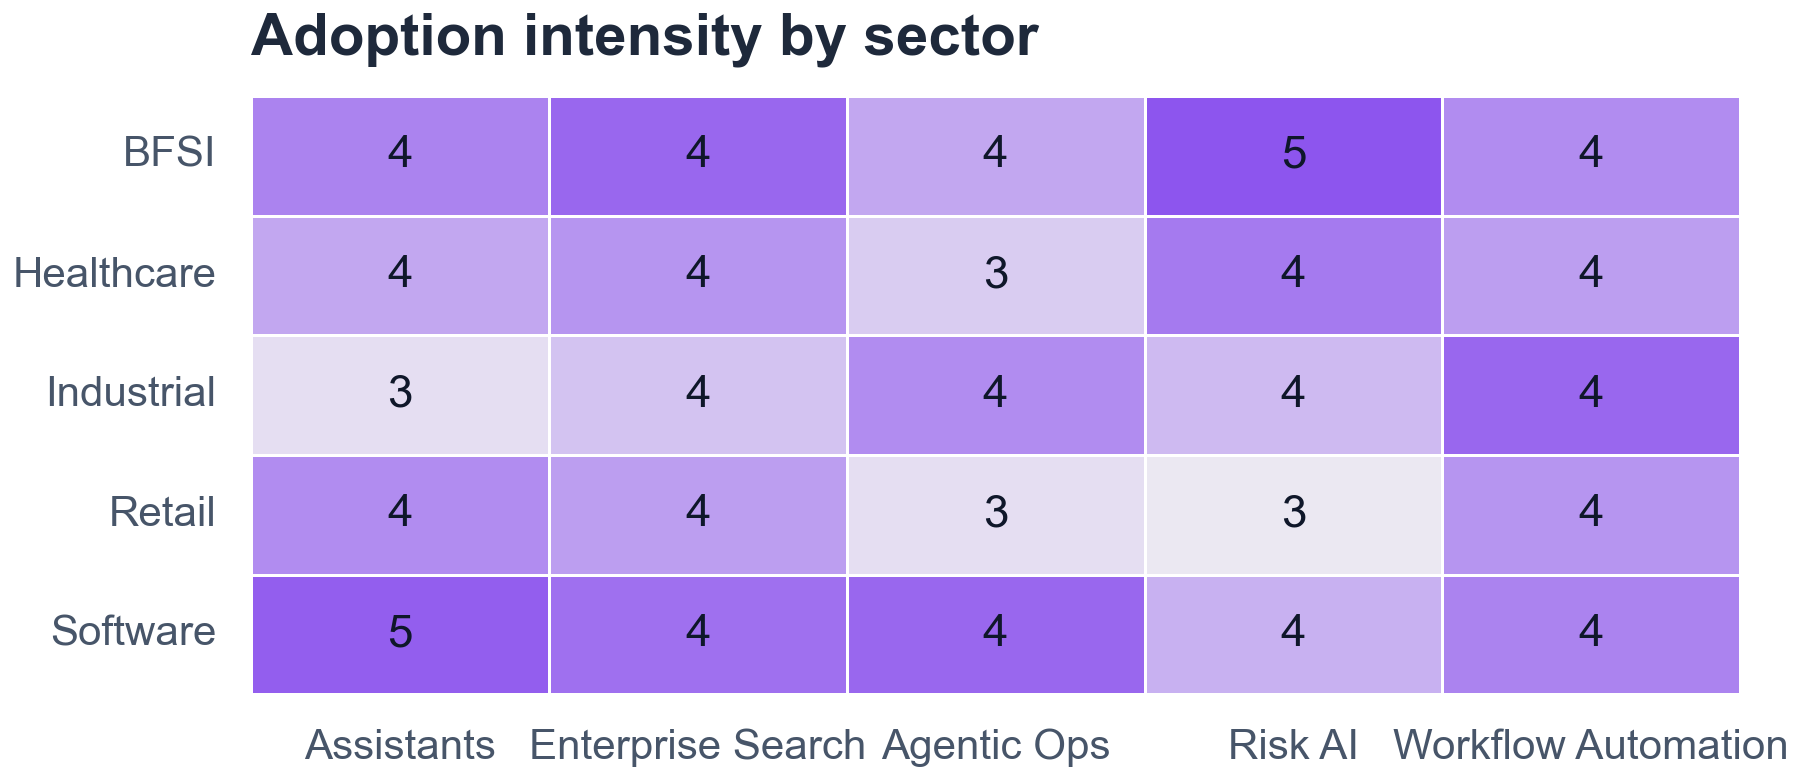 Adoption intensity by sector
BFSI 4 4 4 5 4
Healthcare 4 4 3 4 4
Industrial 3 4 4 4 4
Retail 4 4 3 3 4
Software 5 4 4 4 4
Assistants Enterprise Search Agentic Ops Risk AI Workflow Automation